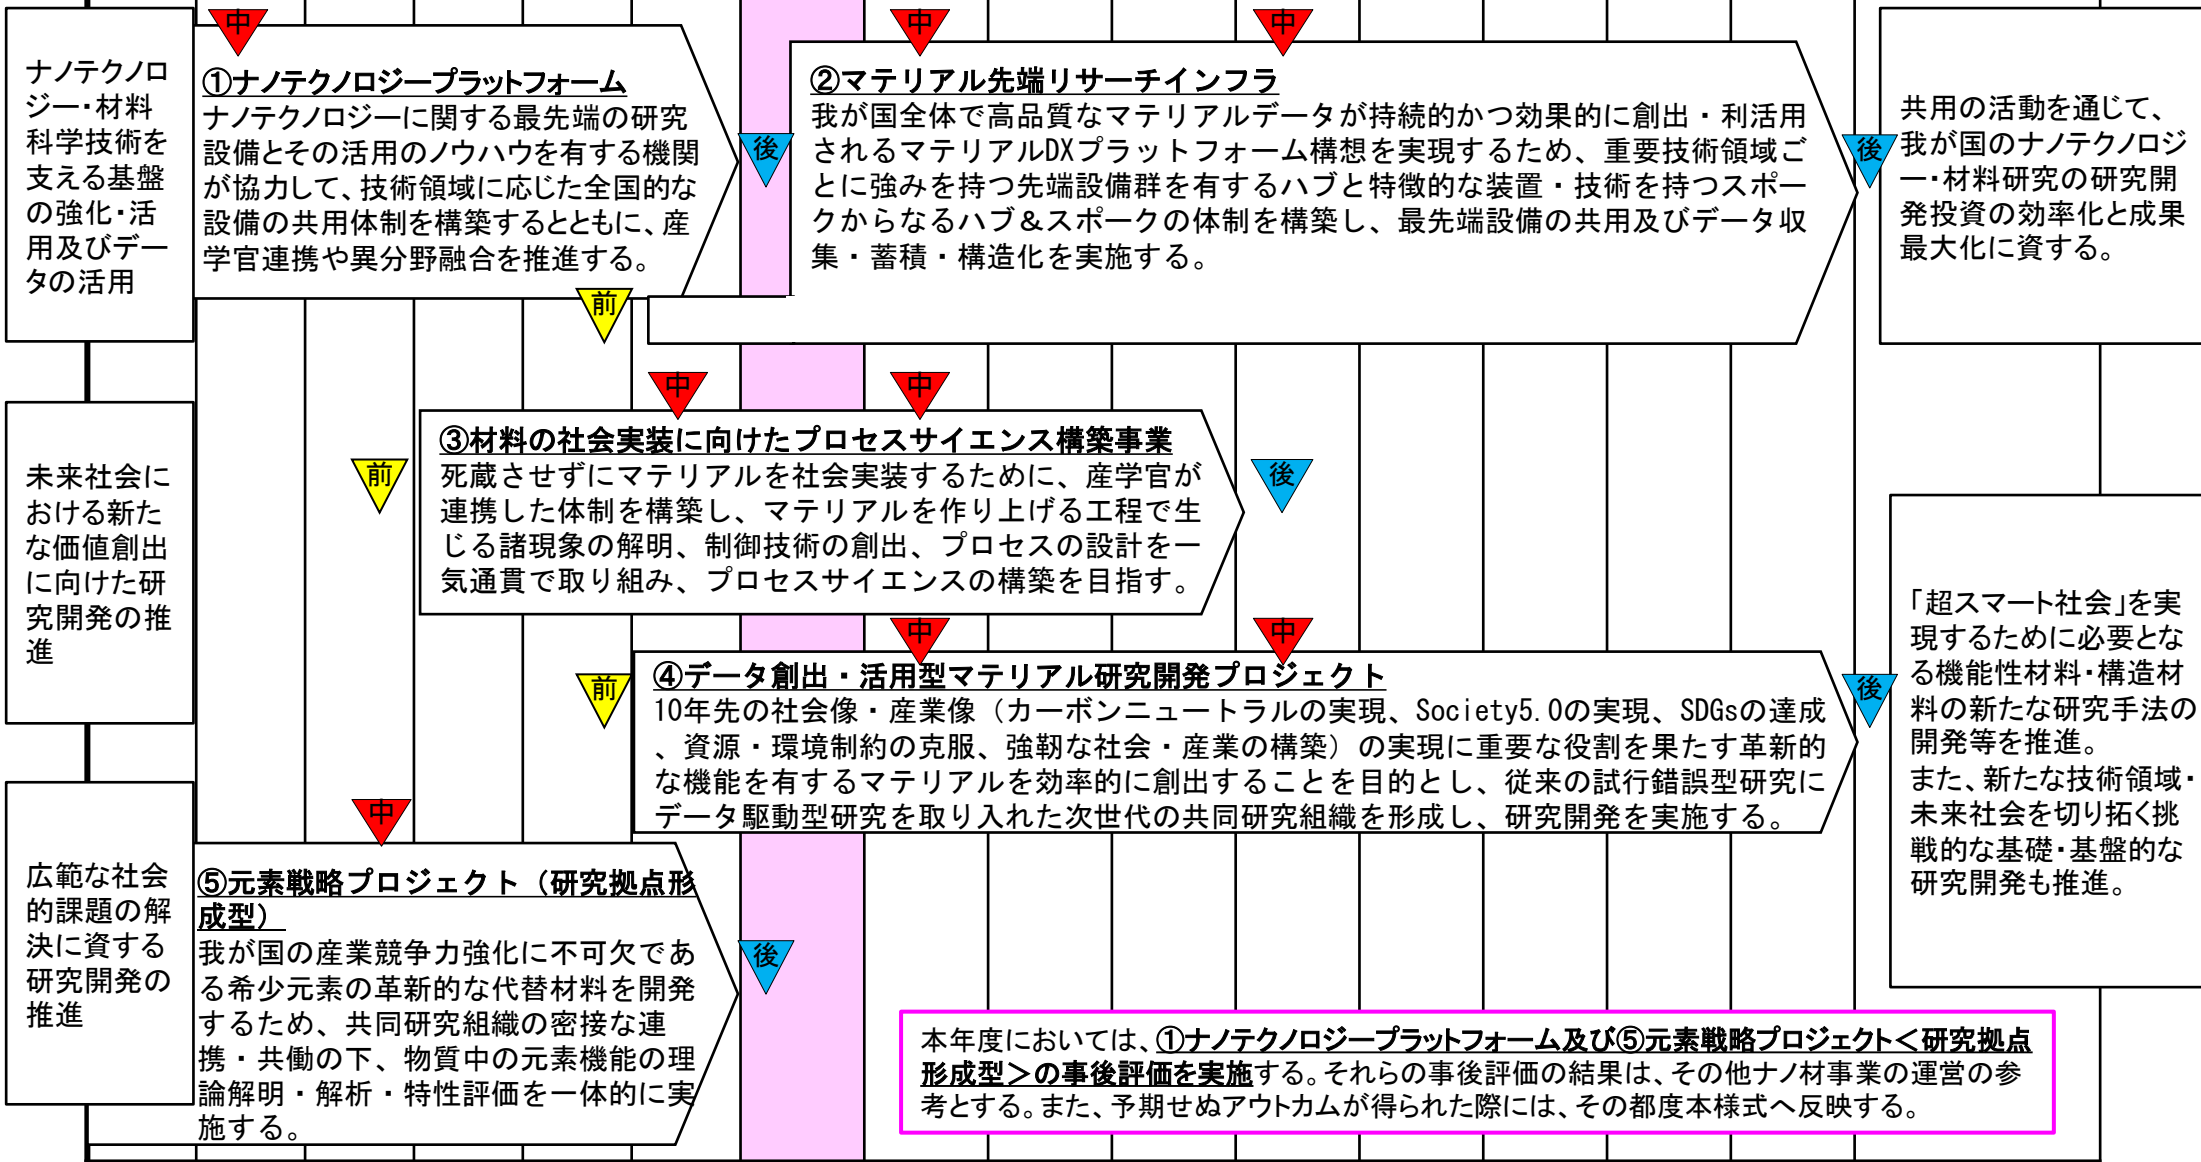 中
中
中
ナノテクノロ
ジー・材料
科学技術を
支える基盤
の強化・活
用及びデー
タの活用
①ナノテクノロジープラットフォーム
ナノテクノロジーに関する最先端の研究
設備とその活用のノウハウを有する機関
が協力して、技術領域に応じた全国的な
設備の共用体制を構築するとともに、産
学官連携や異分野融合を推進する。
後
②マテリアル先端リサーチインフラ
我が国全体で高品質なマテリアルデータが持続的かつ効果的に創出・利活用
されるマテリアルDXプラットフォーム構想を実現するため、重要技術領域ご
とに強みを持つ先端設備群を有するハブと特徴的な装置・技術を持つスポー
クからなるハブ＆スポークの体制を構築し、最先端設備の共用及びデータ収
集・蓄積・構造化を実施する。
後
共用の活動を通じて、
我が国のナノテクノロジ
ー・材料研究の研究開
発投資の効率化と成果
最大化に資する。
前
中
中
未来社会に
おける新た
な価値創出
に向けた研
究開発の推
進
前
③材料の社会実装に向けたプロセスサイエンス構築事業
死蔵させずにマテリアルを社会実装するために、産学官が
連携した体制を構築し、マテリアルを作り上げる工程で生
じる諸現象の解明、制御技術の創出、プロセスの設計を一
気通貫で取り組み、プロセスサイエンスの構築を目指す。
後
中
中
前
④データ創出・活用型マテリアル研究開発プロジェクト
10年先の社会像・産業像（カーボンニュートラルの実現、Society5.0の実現、SDGsの達成
、資源・環境制約の克服、強靭な社会・産業の構築）の実現に重要な役割を果たす革新的
な機能を有するマテリアルを効率的に創出することを目的とし、従来の試行錯誤型研究に
データ駆動型研究を取り入れた次世代の共同研究組織を形成し、研究開発を実施する。
後
「超スマート社会」を実
現するために必要とな
る機能性材料・構造材
料の新たな研究手法の
開発等を推進。
また、新たな技術領域・
未来社会を切り拓く挑
戦的な基礎・基盤的な
研究開発も推進。
中
広範な社会
的課題の解
決に資する
研究開発の
推進
⑤元素戦略プロジェクト（研究拠点形
成型）
我が国の産業競争力強化に不可欠であ
る希少元素の革新的な代替材料を開発
するため、共同研究組織の密接な連
携・共働の下、物質中の元素機能の理
論解明・解析・特性評価を一体的に実
施する。
後
本年度においては、①ナノテクノロジープラットフォーム及び⑤元素戦略プロジェクト＜研究拠点
形成型＞の事後評価を実施する。それらの事後評価の結果は、その他ナノ材事業の運営の参
考とする。また、予期せぬアウトカムが得られた際には、その都度本様式へ反映する。